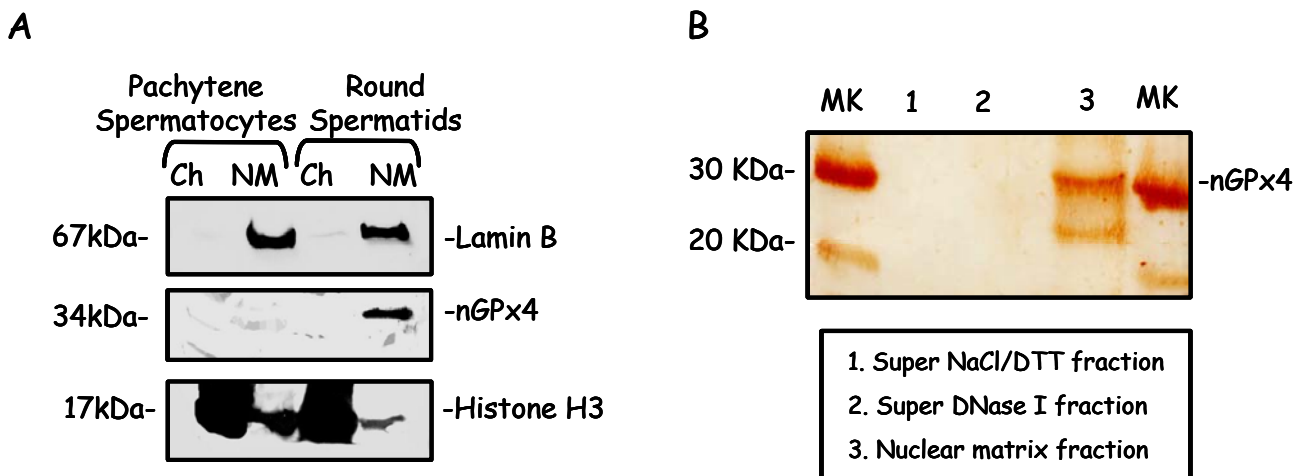 A
Pachytene
Spermatocytes
Round
Spermatids
Ch NM Ch NM
67kDa- -Lamin B
34kDa- -nGPx4
17kDa- -Histone H3
B
MK 1 2 3 MK
30 KDa- -nGPx4
20 KDa-
1. Super NaCl/DTT fraction
2. Super DNase I fraction
3. Nuclear matrix fraction